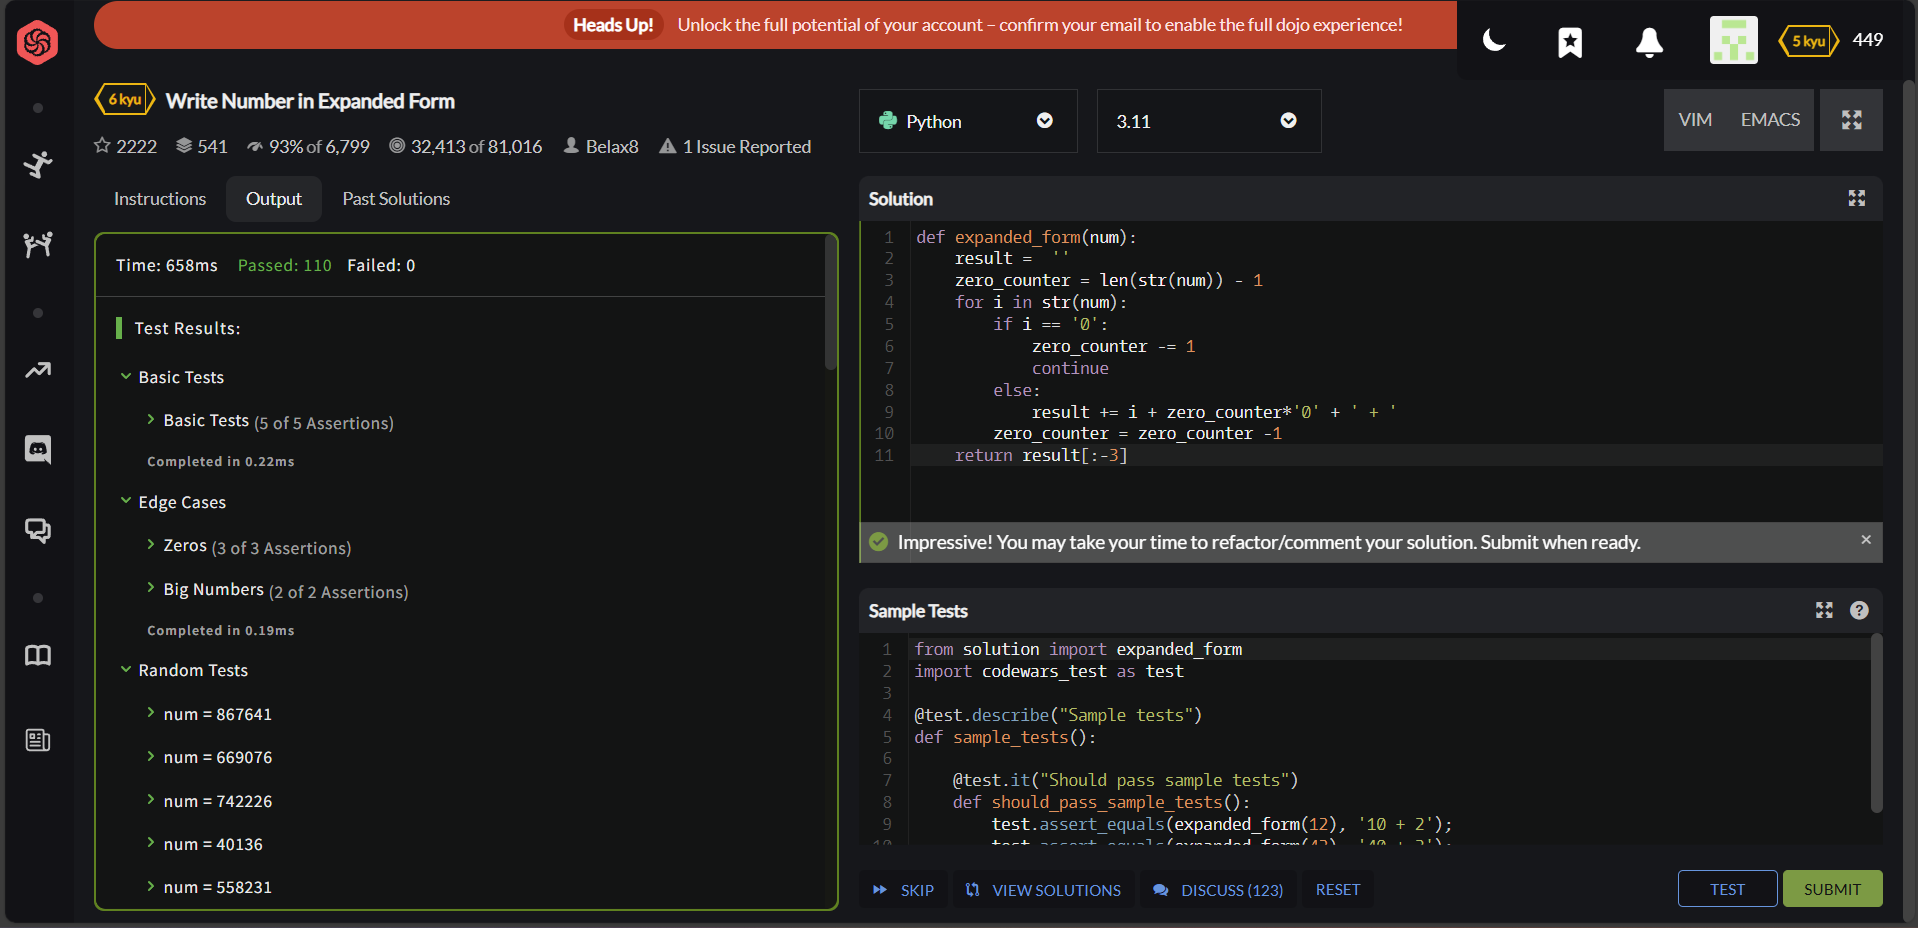 Heads Up! Unlock the full potential of your account – confirm your email to enable the full dojo experience!
5 kyu 449
6 kyu Write Number in Expanded Form
2222 541 93% of 6,799 32,413 of 81,016 Belax8 1 Issue Reported
Instructions Output Past Solutions
Time: 658ms Passed: 110 Failed: 0
Test Results:
Basic Tests
Basic Tests (5 of 5 Assertions)
Completed in 0.22ms
Edge Cases
Zeros (3 of 3 Assertions)
Big Numbers (2 of 2 Assertions)
Completed in 0.19ms
Random Tests
num = 867641
num = 669076
num = 742226
num = 40136
num = 558231
Python 3.11 VIM EMACS
Solution
1 def expanded_form(num):
2 result =  ''
3 zero_counter = len(str(num)) - 1
4 for i in str(num):
5 if i == '0':
6 zero_counter -= 1
7 continue
8 else:
9 result += i + zero_counter*'0' + ' + '
10 zero_counter = zero_counter -1
11 return result[:-3]
Impressive! You may take your time to refactor/comment your solution. Submit when ready. ×
Sample Tests ?
1 from solution import expanded_form
2 import codewars_test as test
3
4 @test.describe("Sample tests")
5 def sample_tests():
6
7 @test.it("Should pass sample tests")
8 def should_pass_sample_tests():
9 test.assert_equals(expanded_form(12), '10 + 2');
10 test.assert_equals(expanded_form(42), '40 + 2');
SKIP VIEW SOLUTIONS DISCUSS (123) RESET TEST SUBMIT